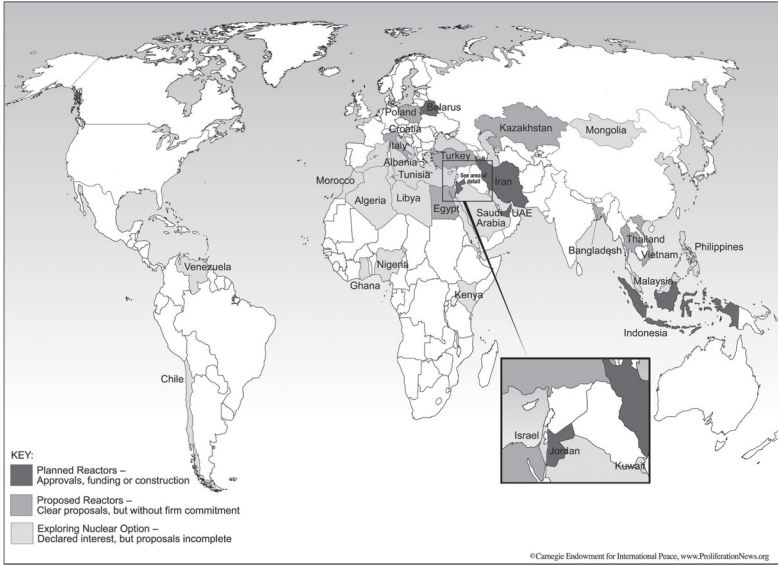 Belarus
Poland
Croatia
Italy
Albania
Turkey
Kazakhstan
Mongolia
Morocco
Tunisia
See area of
detail
Iran
Algeria
Libya
Egypt
Saudi
Arabia
UAE
Bangladesh
Thailand
Vietnam
Philippines
Venezuela
Nigeria
Ghana
Kenya
Malaysia
Indonesia
Chile
Israel
Jordan
Kuwait
KEY:
Planned Reactors –
Approvals, funding or construction
Proposed Reactors –
Clear proposals, but without firm commitment
Exploring Nuclear Option –
Declared interest, but proposals incomplete
©Carnegie Endowment for International Peace, www.ProliferationNews.org